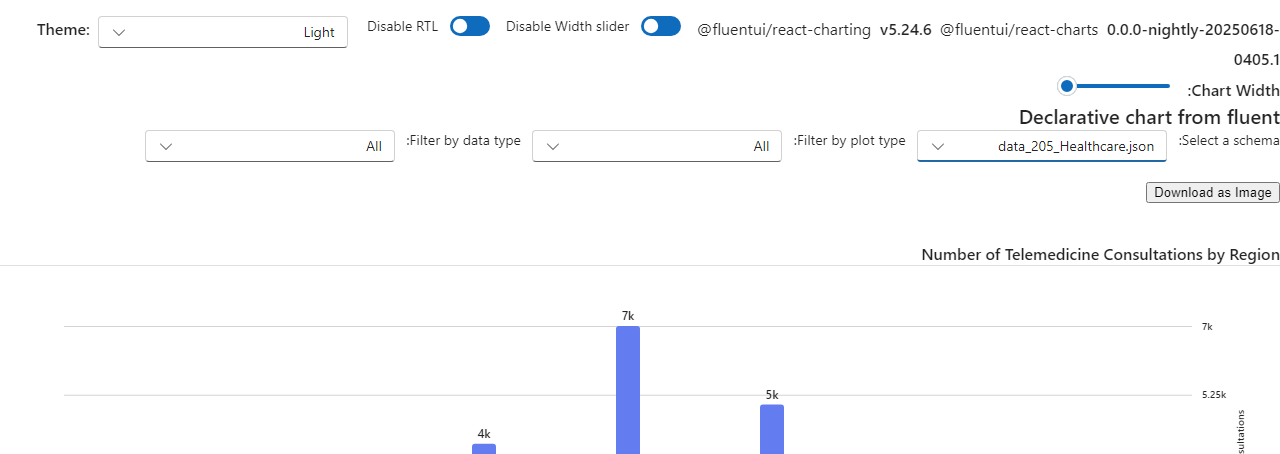 Theme: Light Disable RTL Disable Width slider @fluentui/react-charting v5.24.6 @fluentui/react-charts 0.0.0-nightly-20250618-
0405.1
:Chart Width
Declarative chart from fluent
:Select a schema data_205_Healthcare.json :Filter by plot type All :Filter by data type All
Download as Image
Number of Telemedicine Consultations by Region
7k
7k
5k
5.25k
4k